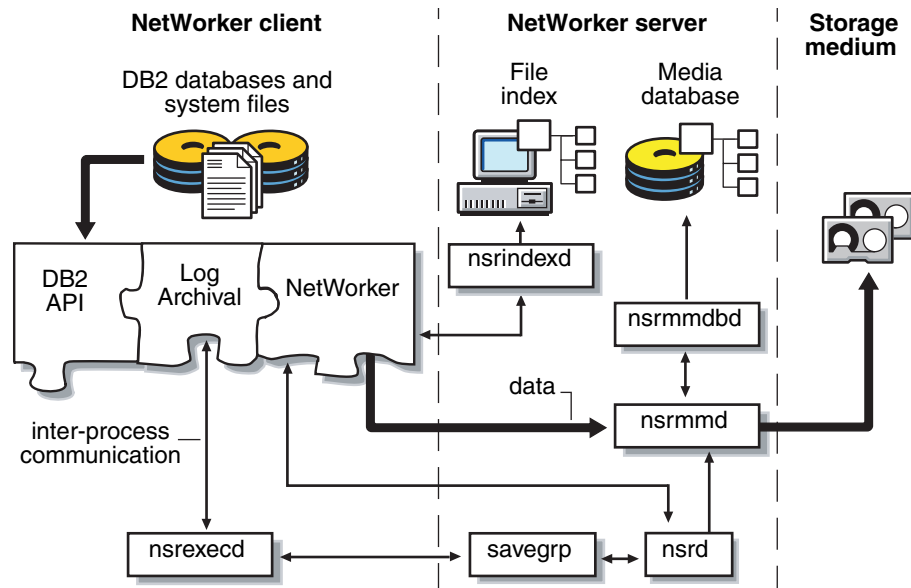 NetWorker client
NetWorker server
Storage
medium
DB2 databases and
system files
File
index
Media
database
DB2
API
Log
Archival
NetWorker
nsrindexd
nsrmmdbd
data
nsrmmd
inter-process
communication
nsrexecd
savegrp
nsrd